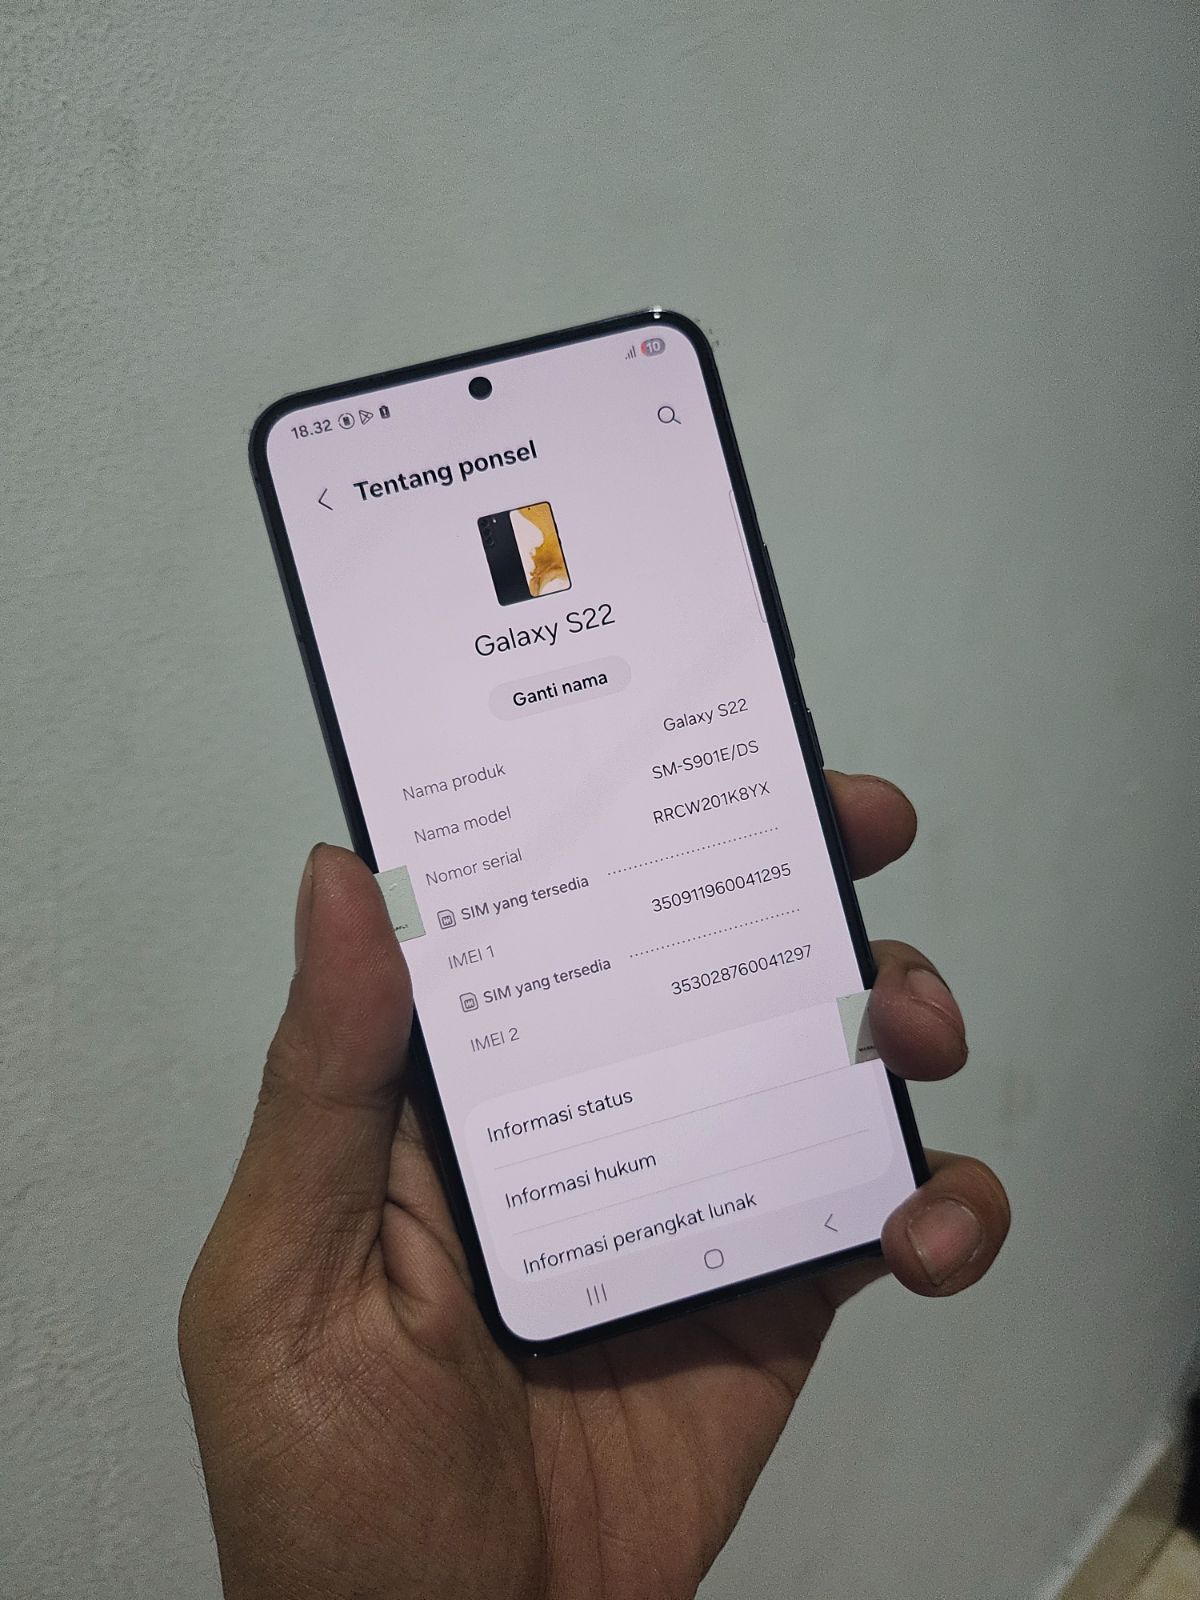 18.32
10
Tentang ponsel
Galaxy S22
Ganti nama
Nama produk Galaxy S22
Nama model SM-S901E/DS
Nomor serial RRCW201K8YX
SIM yang tersedia
IMEI 1 350911960041295
SIM yang tersedia
IMEI 2 353028760041297
Informasi status
Informasi hukum
Informasi perangkat lunak